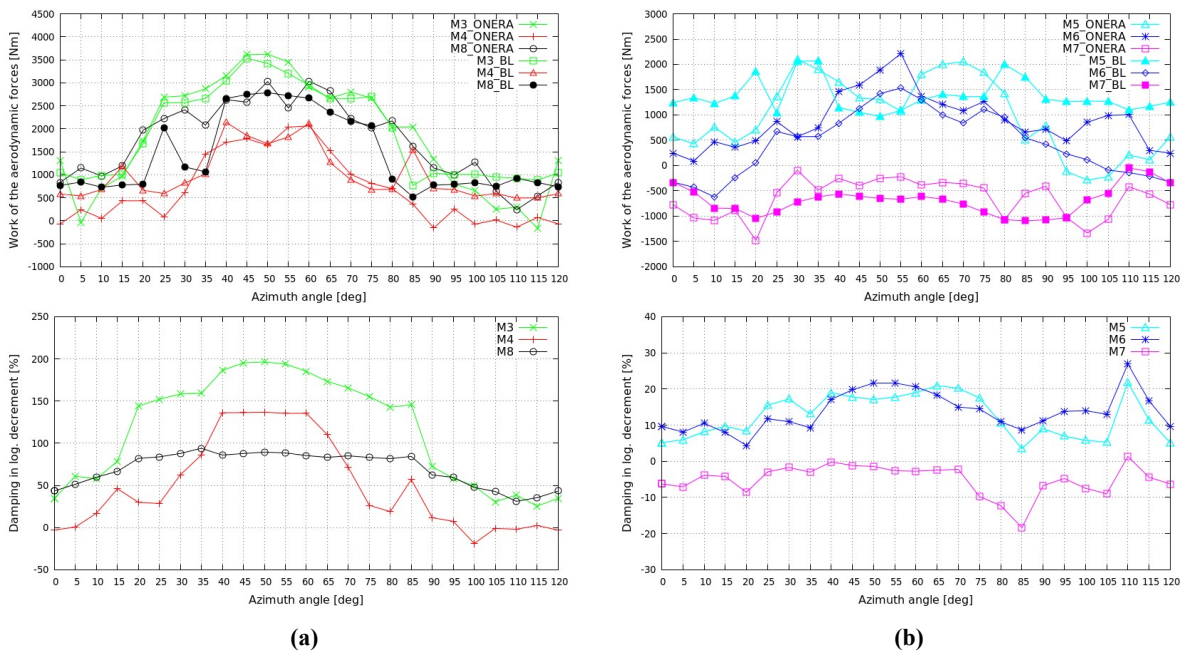 4500
4000
3500
3000
2500
2000
1500
1000
500
0
-500
-1000
Work of the aerodynamic forces [Nm]
M3_ONERA
M4_ONERA
M8_ONERA
M3_BL
M4_BL
M8_BL
0 5 10 15 20 25 30 35 40 45 50 55 60 65 70 75 80 85 90 95 100 105 110 115 120
Azimuth angle [deg]
3000
2500
2000
1500
1000
500
0
-500
-1000
-1500
-2000
Work of the aerodynamic forces [Nm]
M5_ONERA
M6_ONERA
M7_ONERA
M5_BL
M6_BL
M7_BL
0 5 10 15 20 25 30 35 40 45 50 55 60 65 70 75 80 85 90 95 100 105 110 115 120
Azimuth angle [deg]
250
200
150
100
50
0
-50
Damping in log. decrement [%]
M3
M4
M8
0 5 10 15 20 25 30 35 40 45 50 55 60 65 70 75 80 85 90 95 100 105 110 115 120
Azimuth angle [deg]
40
30
20
10
0
-10
-20
-30
Damping in log. decrement [%]
M5
M6
M7
0 5 10 15 20 25 30 35 40 45 50 55 60 65 70 75 80 85 90 95 100 105 110 115 120
Azimuth angle [deg]
(a)
(b)